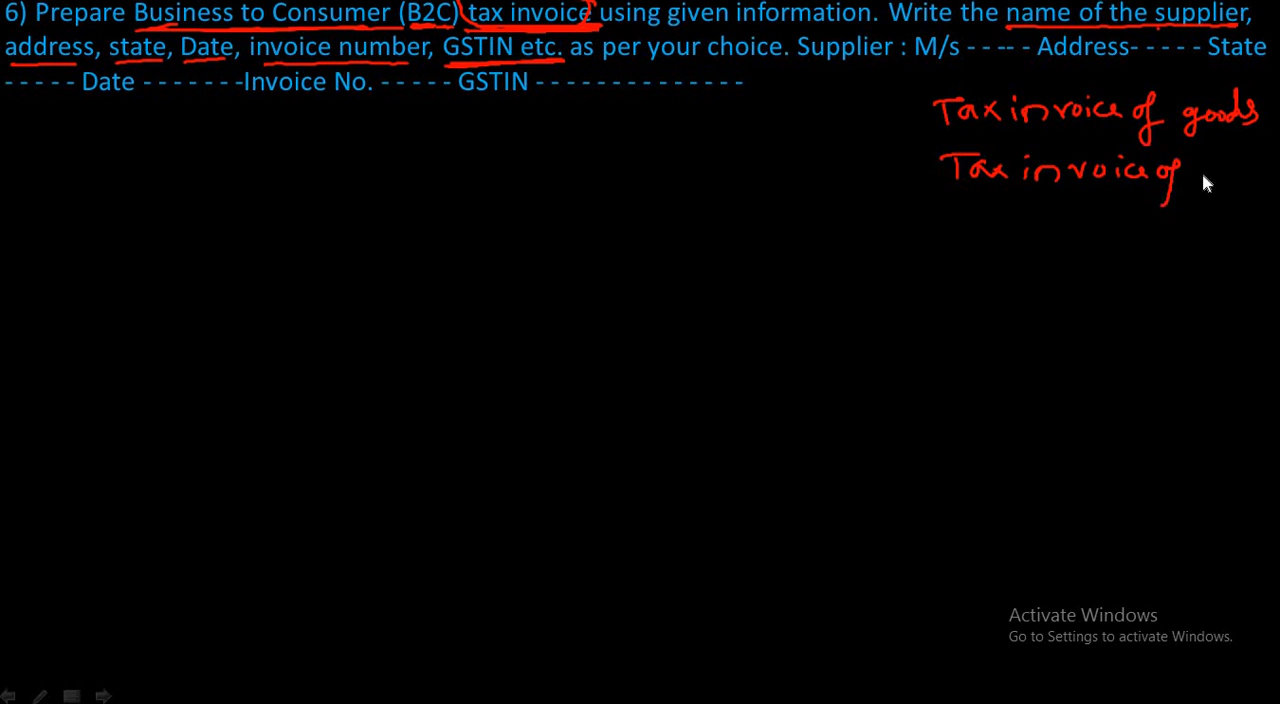 6) Prepare Business to Consumer (B2C) tax invoice using given information. Write the name of the supplier,
address, state, Date, invoice number, GSTIN etc. as per your choice. Supplier : M/s - - - - - Address- - - - - State
- - - - - Date - - - - - - -Invoice No. - - - - - GSTIN - - - - - - - - - - - - - -
Tax invoice of goods
Tax invoice of
Activate Windows
Go to Settings to activate Windows.